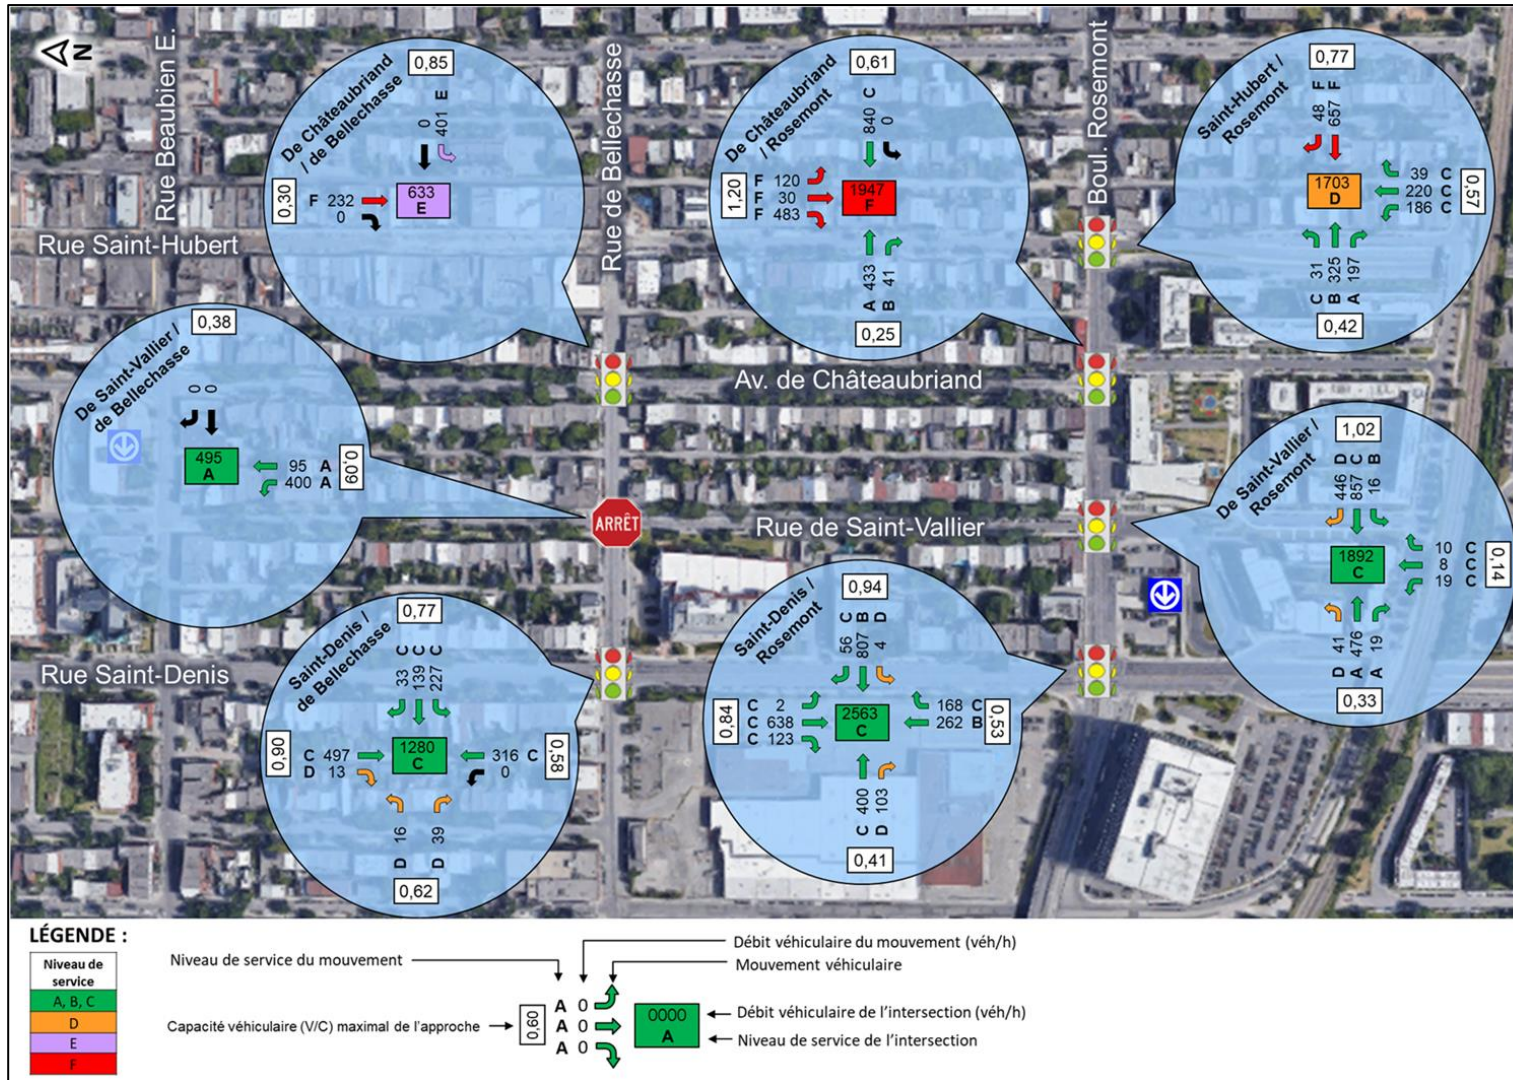 N
Rue Beaubien E.
Rue de Bellechasse
Boul. Rosemont
Rue Saint-Hubert
Av. de Châteaubriand
Rue de Saint-Vallier
Rue Saint-Denis
ARRÊT
De Châteaubriand
/ de Bellechasse
0,85
E
0 401
0,30
F 232
0
633
E
De Châteaubriand
/ Rosemont
0,61
C
840 0
1,20
F 120
F 30
F 483
1947
F
433 41
A B
0,25
Saint-Hubert /
Rosemont
0,77
F F
48 657
1703
D
39 C
220 C
186 C
0,57
31 325 197
C B A
0,42
De Saint-Vallier /
de Bellechasse
0,38
0 0
495
A
95 A
400 A
0,09
De Saint-Vallier /
Rosemont
1,02
D C B
446 857 16
1892
C
10 C
8 C
19 C
0,14
41 476 19
D A A
0,33
Saint-Denis /
de Bellechasse
0,77
C C C
33 139 227
0,90
C 497
D 13
1280
C
316 C
0
0,58
16 39
D D
0,62
Saint-Denis /
Rosemont
0,94
C B D
56 807 4
0,84
C 2
C 638
C 123
2563
C
168 C
262 B
0,53
400 103
C D
0,41
LÉGENDE :
Niveau de
service
A, B, C
D
E
F
Niveau de service du mouvement
Débit véhiculaire du mouvement (véh/h)
Mouvement véhiculaire
Capacité véhiculaire (V/C) maximal de l'approche
0,60
A 0
A 0
A 0
0000
A
Débit véhiculaire de l'intersection (véh/h)
Niveau de service de l'intersection